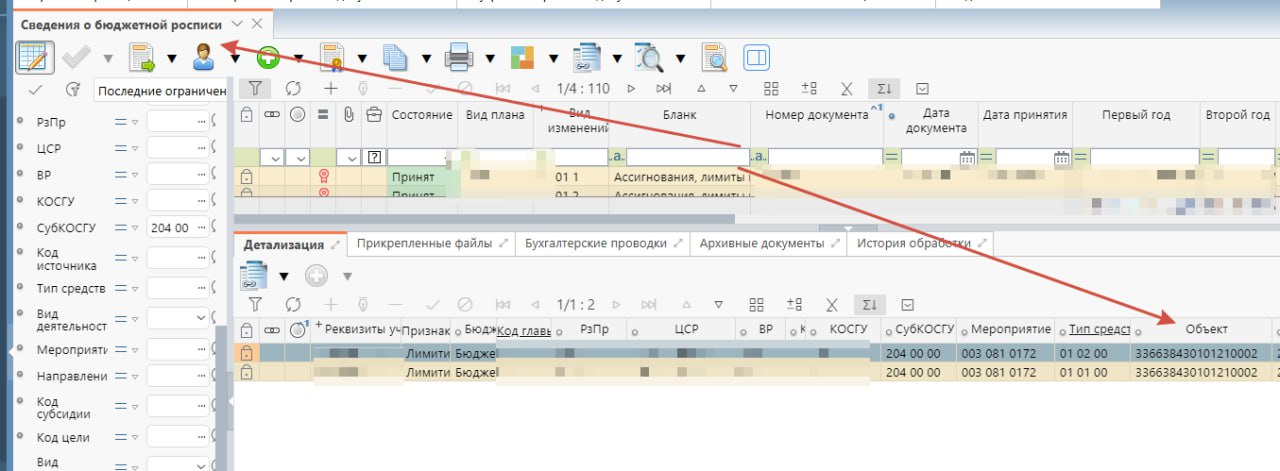 Сведения о бюджетной росписи
Последние ограничен
1/4 : 110
РзПр
ЦСР
ВР
КОСГУ
СубКОСГУ 204 00
Код источника
Тип средств
Вид деятельност
Мероприяти
Направлени
Код субсидии
Код цели
Вид
Состояние Вид плана Вид изменений Бланк Номер документа Дата документа Дата принятия Первый год Второй год
Принят 01 1 Ассигнования, лимиты
Принят 01 2 Ассигнования, лимиты
Детализация Прикрепленные файлы Бухгалтерские проводки Архивные документы История обработки
1/1 : 2
Реквизиты уч Признак Бюдж Код главы РзПр ЦСР ВР К КОСГУ СубКОСГУ Мероприятие Тип средст Объект
Лимити Бюдже 204 00 00 003 081 0172 01 02 00 336638430101210002
Лимити Бюдже 204 00 00 003 081 0172 01 01 00 336638430101210002